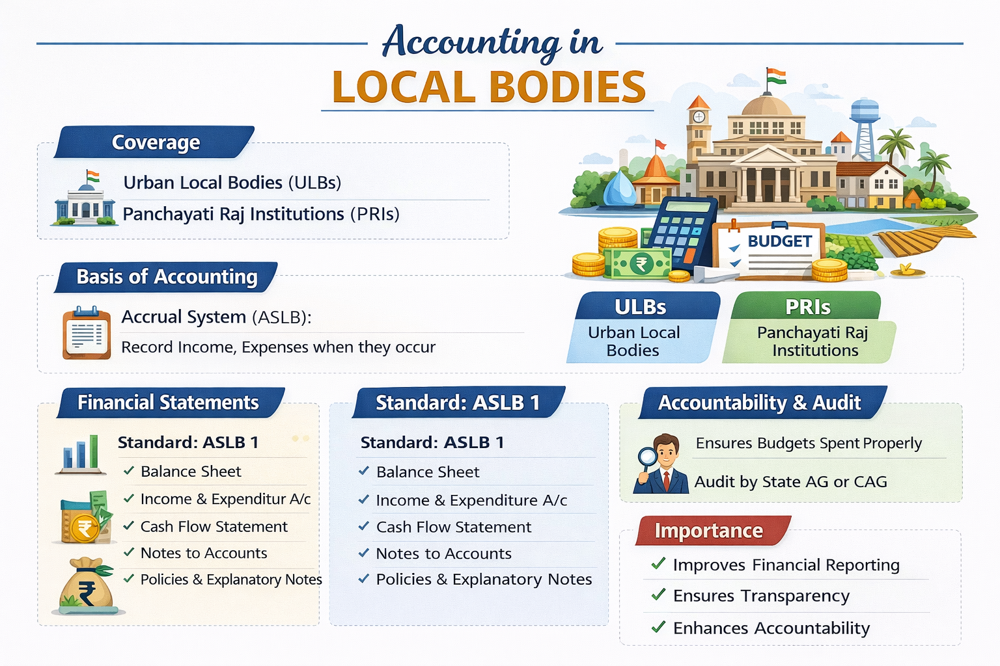 Accounting in
LOCAL BODIES
Coverage
Urban Local Bodies (ULBs)
Panchayati Raj Institutions (PRIs)
BUDGET
₹
Basis of Accounting
Accrual System (ASLB):
Record Income, Expenses when they occur
ULBs
Urban Local
Bodies
PRIs
Panchayati Raj
Institutions
Financial Statements
Standard: ASLB 1
✓ Balance Sheet
✓ Income & Expenditur A/c
✓ Cash Flow Statement
✓ Notes to Accounts
✓ Policies & Explanatory Notes
₹
₹
Standard: ASLB 1
Standard: ASLB 1
✓ Balance Sheet
✓ Income & Expenditure A/c
✓ Cash Flow Statement
✓ Notes to Accounts
✓ Policies & Explanatory Notes
Accountability & Audit
Ensures Budgets Spent Properly
Audit by State AG or CAG
Importance
✓ Improves Financial Reporting
✓ Ensures Transparency
✓ Enhances Accountability